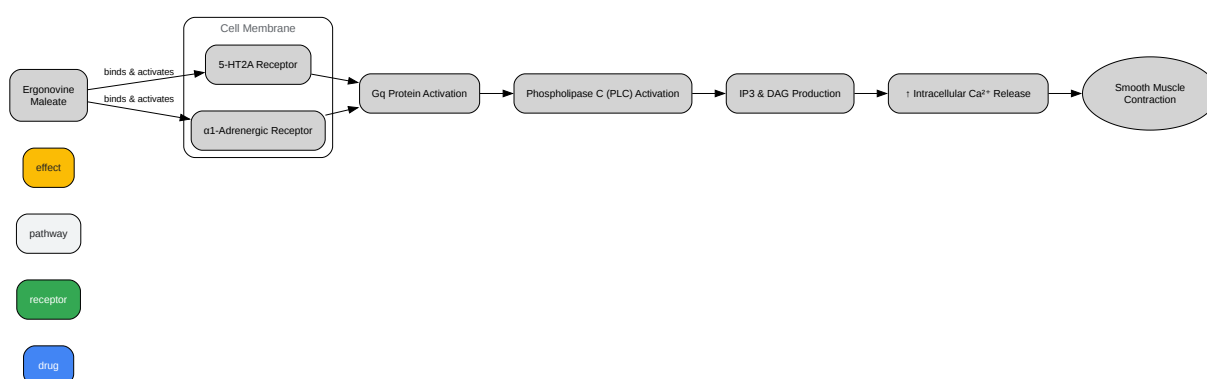 Cell Membrane
Ergonovine
Maleate
binds & activates
binds & activates
5-HT2A Receptor
α1-Adrenergic Receptor
Gq Protein Activation
Phospholipase C (PLC) Activation
IP3 & DAG Production
↑ Intracellular Ca²⁺ Release
Smooth Muscle
Contraction
effect
pathway
receptor
drug